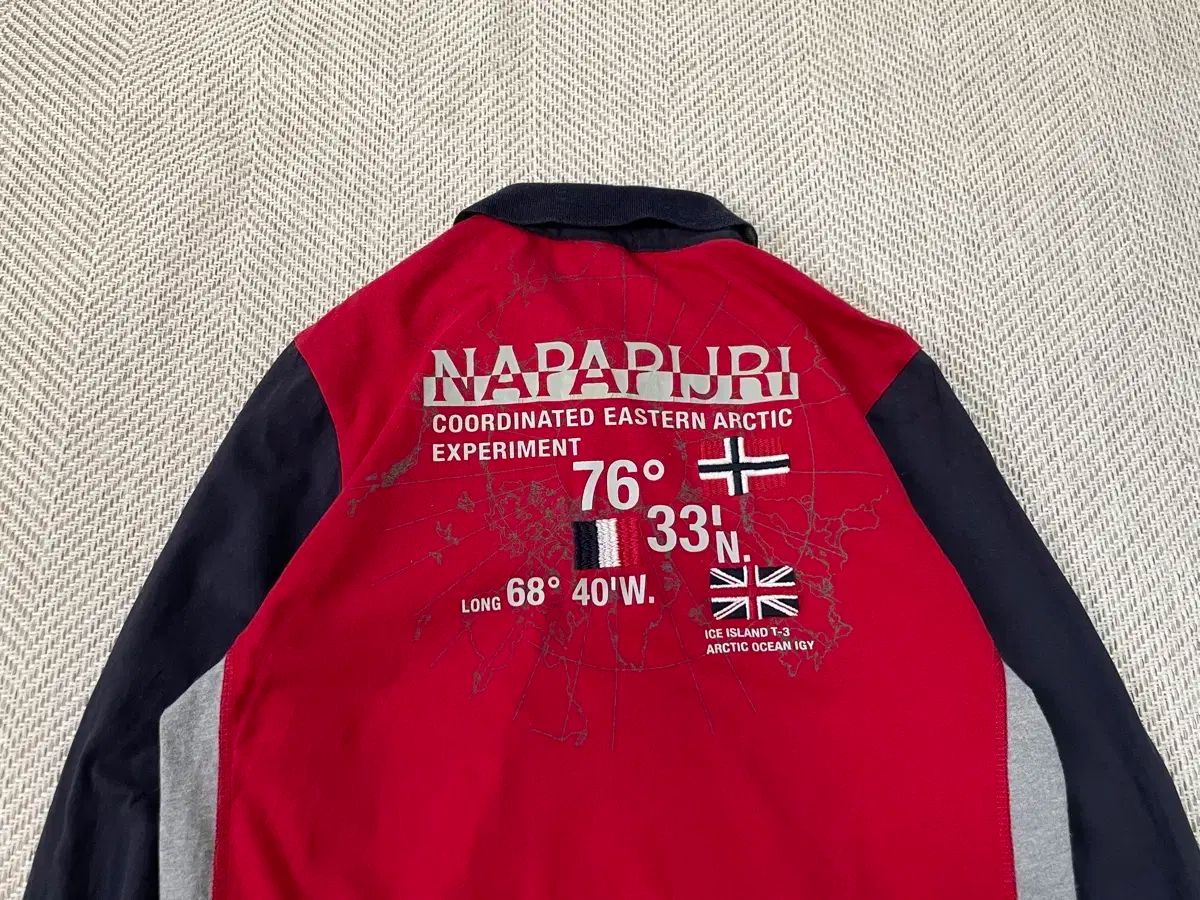 NAPAPIJRI
COORDINATED EASTERN ARCTIC
EXPERIMENT
76°
33'
N.
LONG 68° 40'W.
ICE ISLAND T-3
ARCTIC OCEAN IGY